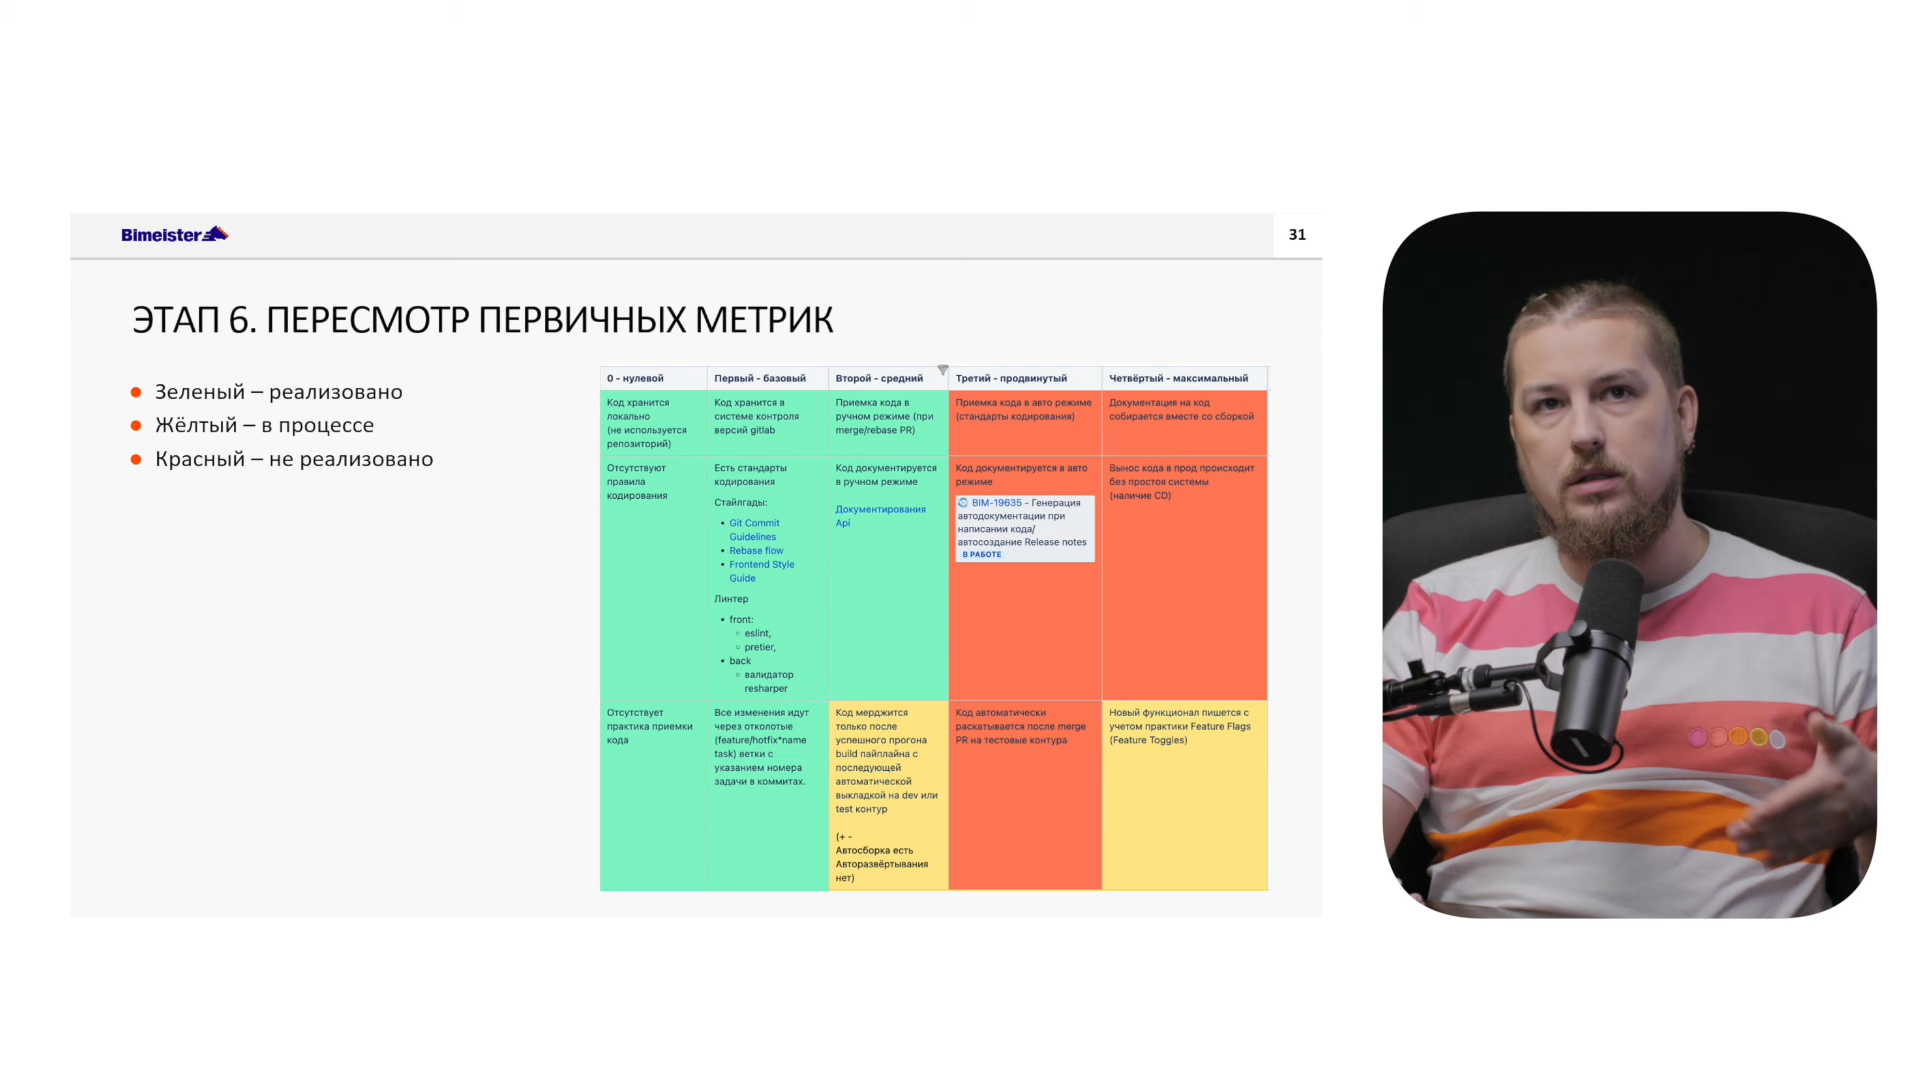 Bimeister
31
ЭТАП 6. ПЕРЕСМОТР ПЕРВИЧНЫХ МЕТРИК
Зеленый – реализовано
Жёлтый – в процессе
Красный – не реализовано
0 - нулевой
Первый - базовый
Второй - средний
Третий - продвинутый
Четвёртый - максимальный
Код хранится
локально
(не используется
репозиторий)
Код хранится в
системе контроля
версий gitlab
Приемка кода в
ручном режиме (при
merge/rebase PR)
Приемка кода в авто режиме
(стандарты кодирования)
Документация на код
собирается вместе со сборкой
Отсутствуют
правила
кодирования
Есть стандарты
кодирования
Стайлгады:
Git Commit
Guidelines
Rebase flow
Frontend Style
Guide
Линтер
front:
eslint,
pretier,
back
валидатор
resharper
Код документируется
в ручном режиме
Документирования
Api
Код документируется в авто
режиме
BIM-19635 - Генерация
автодокументации при
написании кода/
автосоздание Release notes
В РАБОТЕ
Вынос кода в прод происходит
без простоя системы
(наличие CD)
Отсутствует
практика приемки
кода
Все изменения идут
через отколотые
(feature/hotfix*name
task) ветки с
указанием номера
задачи в коммитах.
Код мерджится
только после
успешного прогона
build пайплайна с
последующей
автоматической
выкладкой на dev или
test контур
(+ -
Автосборка есть
Авторазвёртывания
нет)
Код автоматически
раскатывается после merge
PR на тестовые контура
Новый функционал пишется с
учетом практики Feature Flags
(Feature Toggles)